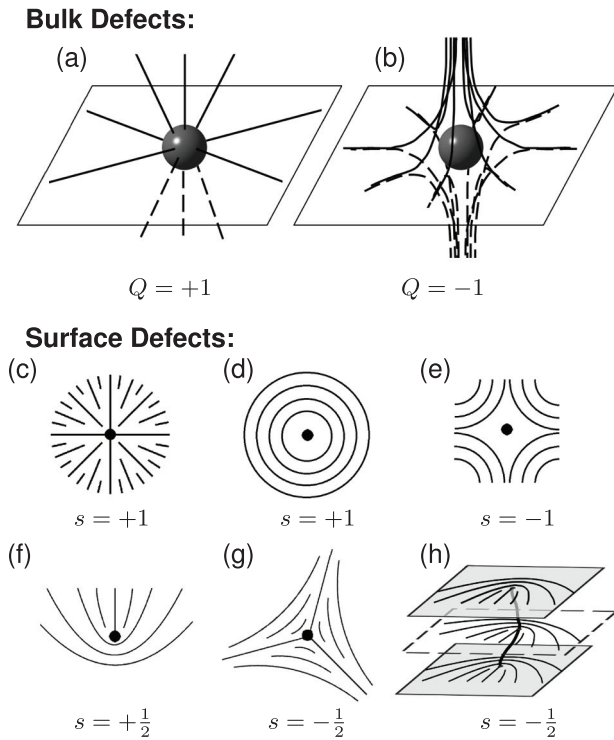 Bulk Defects:
(a) (b)
Q = +1 Q = −1
Surface Defects:
(c) (d) (e)
s = +1 s = +1 s = −1
(f) (g) (h)
s = +1/2 s = −1/2 s = −1/2